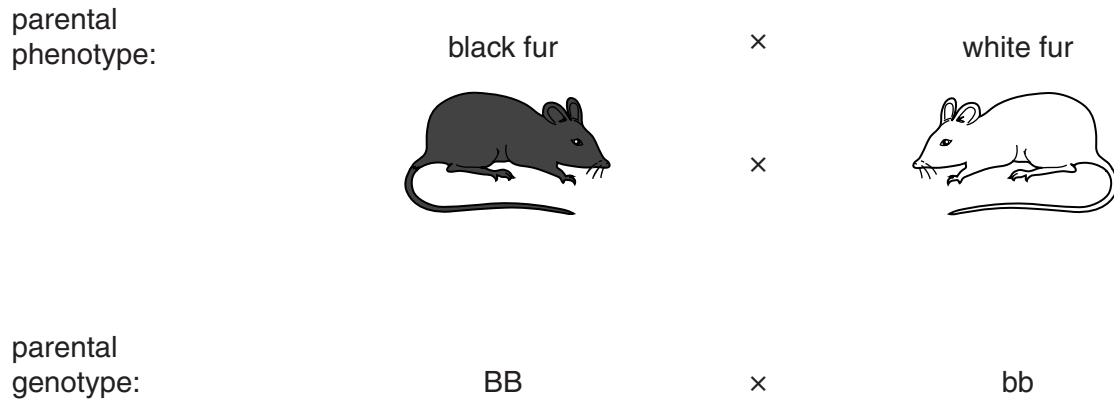 parental
phenotype:
black fur × white fur
×
parental
genotype:
BB × bb